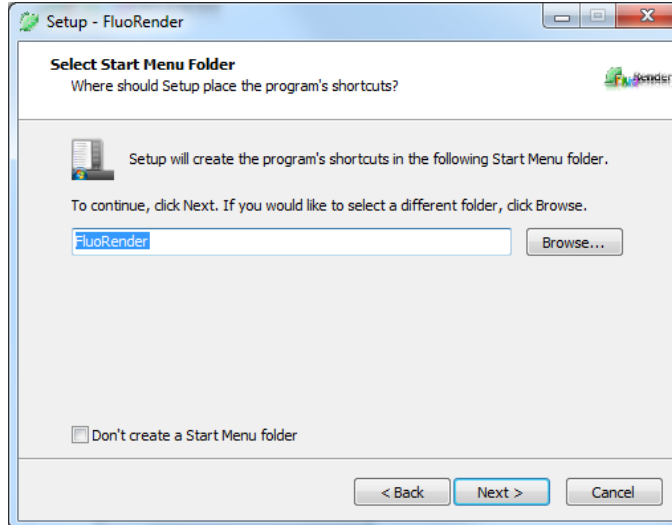 Setup - FluoRender
Select Start Menu Folder
Where should Setup place the program's shortcuts?
FluoRender
Setup will create the program's shortcuts in the following Start Menu folder.
To continue, click Next. If you would like to select a different folder, click Browse.
FluoRender
Browse...
Don't create a Start Menu folder
< Back
Next >
Cancel